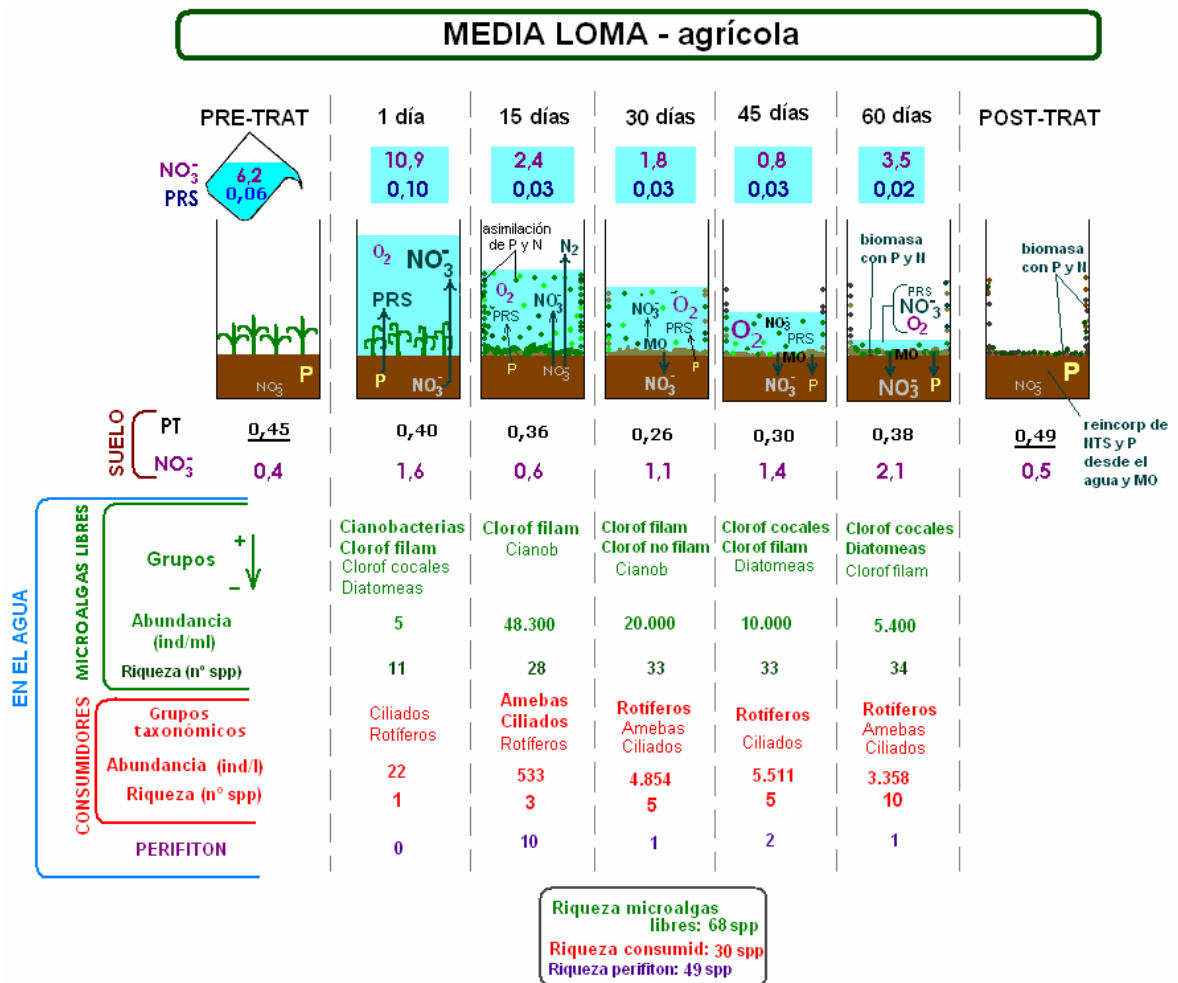 MEDIA LOMA - agrícola
PRE-TRAT
1 día
15 días
30 días
45 días
60 días
POST-TRAT
NO₃⁻
PRS
6,2
0,06
10,9
0,10
2,4
0,03
1,8
0,03
0,8
0,03
3,5
0,02
P
NO₃⁻
O₂
NO₃⁻
PRS
P
NO₃⁻
asimilación
de P y N
N₂
O₂
NO₃⁻
PRS
P
NO₃⁻
NO₃⁻
O₂
PRS
MO
P
NO₃⁻
O₂
NO₃⁻
PRS
MO
NO₃⁻
P
biomasa
con P y N
PRS
NO₃⁻
O₂
MO
NO₃⁻
P
biomasa
con P y N
P
NO₃⁻
reincorp de
NTS y P
desde el
agua y MO
SUELO
PT
0,45
0,40
0,36
0,26
0,30
0,38
0,49
NO₃⁻
0,4
1,6
0,6
1,1
1,4
2,1
0,5
EN EL AGUA
MICROALGAS LIBRES
Grupos
+
−
Cianobacterias
Clorof filam
Clorof cocales
Diatomeas
Clorof filam
Cianob
Clorof filam
Clorof no filam
Cianob
Clorof cocales
Clorof filam
Diatomeas
Clorof cocales
Diatomeas
Clorof filam
Abundancia
(ind/ml)
5
48.300
20.000
10.000
5.400
Riqueza (nº spp)
11
28
33
33
34
CONSUMIDORES
Grupos
taxonómicos
Ciliados
Rotíferos
Amebas
Ciliados
Rotíferos
Rotíferos
Amebas
Ciliados
Rotíferos
Ciliados
Rotíferos
Amebas
Ciliados
Abundancia (ind/l)
22
533
4.854
5.511
3.358
Riqueza (nº spp)
1
3
5
5
10
PERIFITON
0
10
1
2
1
Riqueza microalgas
libres: 68 spp
Riqueza consumid: 30 spp
Riqueza perifiton: 49 spp